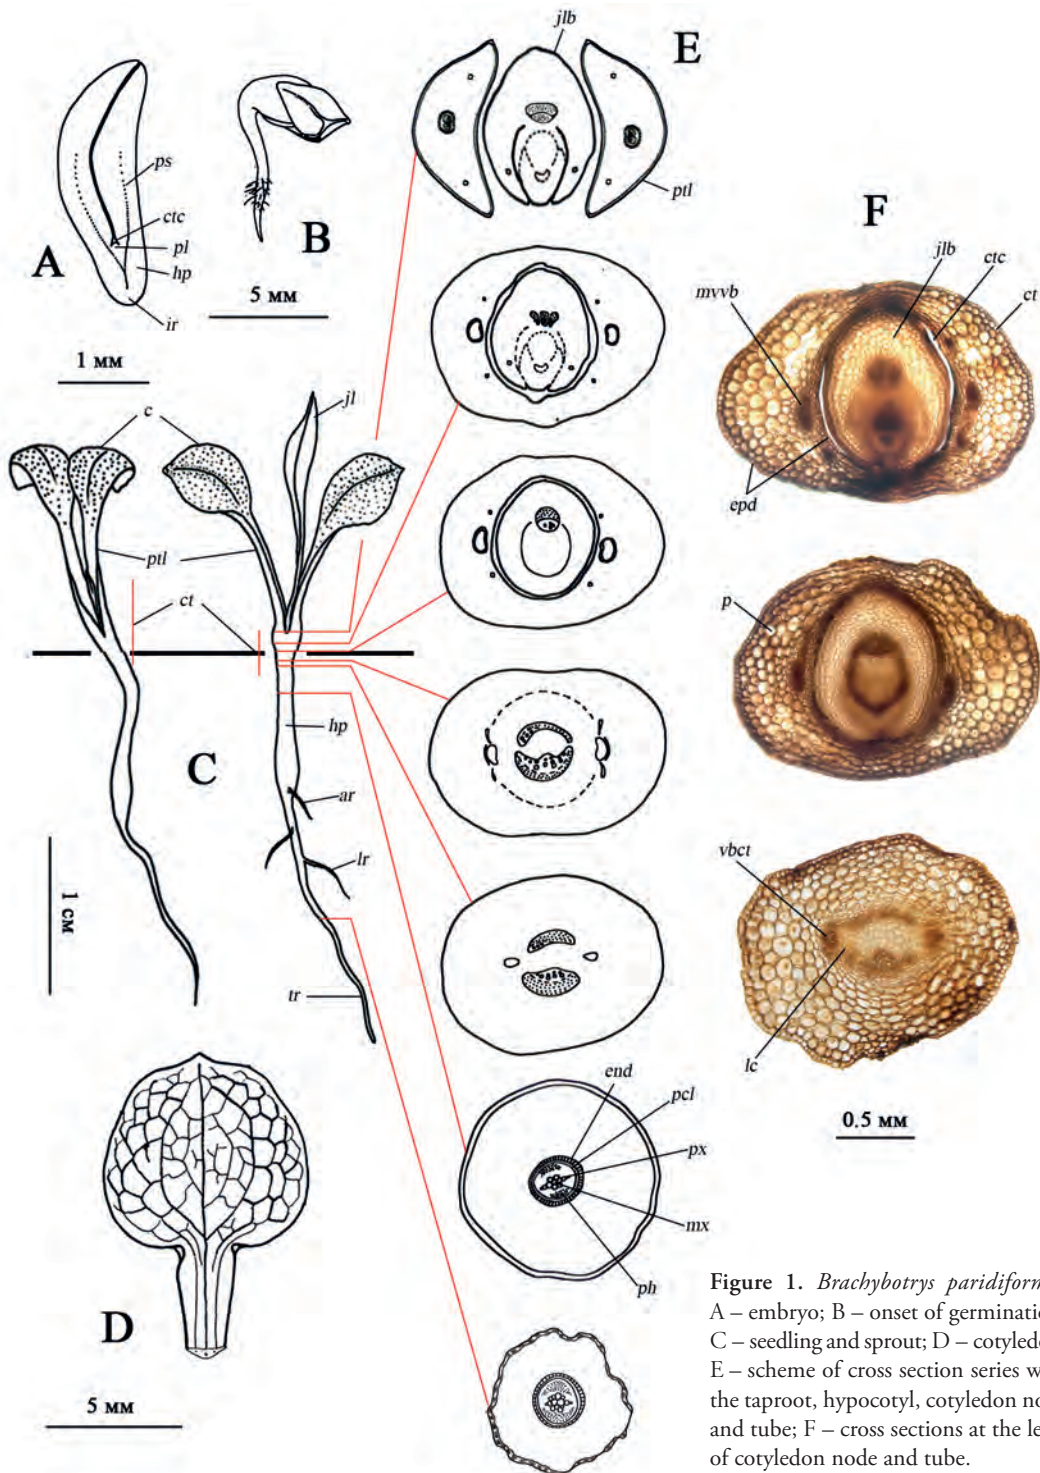 A
ps
ctc
pl
hp
ir
1 мм
B
5 мм
E
jlb
ptl
F
jlb
ctc
ct
mvvb
epd
p
vbct
lc
0.5 мм
c
jl
ptl
ct
hp
C
ar
lr
tr
1 см
D
5 мм
end
pcl
px
mx
ph
Figure 1. Brachybotrys paridiform
A – embryo; B – onset of germinatio
C – seedling and sprout; D – cotyledo
E – scheme of cross section series w
the taproot, hypocotyl, cotyledon no
and tube; F – cross sections at the le
of cotyledon node and tube.